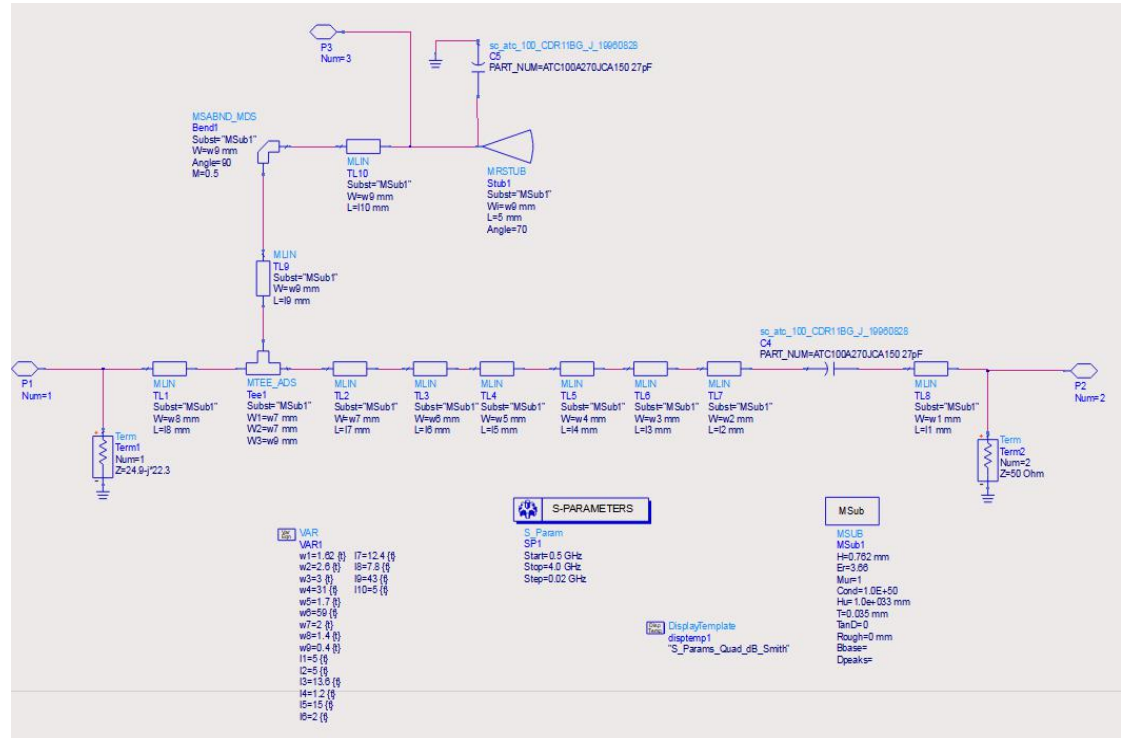 P3
Num=3
sc_atc_100_CDR11BG_J_19960828
C5
PART_NUM=ATC100A270JCA150 27pF
MSABND_MDS
Bend1
Subst="MSub1"
W=w9 mm
Angle=90
M=0.5
MLIN
TL10
Subst="MSub1"
W=w9 mm
L=l10 mm
MRSTUB
Stub1
Subst="MSub1"
Wi=w9 mm
L=5 mm
Angle=70
MLIN
TL9
Subst="MSub1"
W=w9 mm
L=l9 mm
sc_atc_100_CDR11BG_J_19960828
C4
PART_NUM=ATC100A270JCA150 27pF
P1
Num=1
MLIN
TL1
Subst="MSub1"
W=w8 mm
L=l8 mm
MTEE_ADS
Tee1
Subst="MSub1"
W1=w7 mm
W2=w7 mm
W3=w9 mm
MLIN
TL2
Subst="MSub1"
W=w7 mm
L=l7 mm
MLIN
TL3
Subst="MSub1"
W=w6 mm
L=l6 mm
MLIN
TL4
Subst="MSub1"
W=w5 mm
L=l5 mm
MLIN
TL5
Subst="MSub1"
W=w4 mm
L=l4 mm
MLIN
TL6
Subst="MSub1"
W=w3 mm
L=l3 mm
MLIN
TL7
Subst="MSub1"
W=w2 mm
L=l2 mm
MLIN
TL8
Subst="MSub1"
W=w1 mm
L=l1 mm
P2
Num=2
Term
Term1
Num=1
Z=24.9-j*22.3
Term
Term2
Num=2
Z=50 Ohm
Var
Eqn
VAR
VAR1
w1=1.62 {t}
w2=2.6 {t}
w3=3 {t}
w4=31 {t}
w5=1.7 {t}
w6=59 {t}
w7=2 {t}
w8=1.4 {t}
w9=0.4 {t}
l1=5 {t}
l2=5 {t}
l3=13.6 {t}
l4=1.2 {t}
l5=15 {t}
l6=2 {t}
l7=12.4 {t}
l8=7.8 {t}
l9=43 {t}
l10=5 {t}
S-PARAMETERS
S_Param
SP1
Start=0.5 GHz
Stop=4.0 GHz
Step=0.02 GHz
Disp
Temp
DisplayTemplate
disptemp1
"S_Params_Quad_dB_Smith"
MSub
MSUB
MSub1
H=0.762 mm
Er=3.66
Mur=1
Cond=1.0E+50
Hu=1.0e+033 mm
T=0.035 mm
TanD=0
Rough=0 mm
Bbase=
Dpeaks=